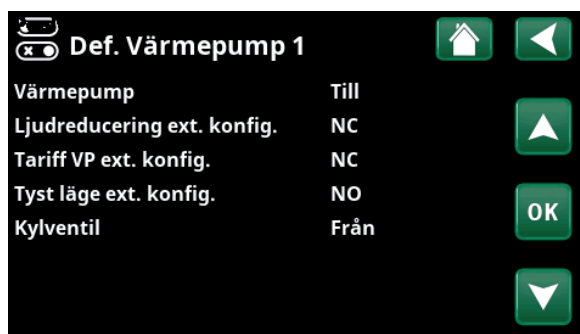 Def. Värmepump 1
Värmepump Till
Ljudreducering ext. konfig. NC
Tariff VP ext. konfig. NC
Tyst läge ext. konfig. NO
Kylventil Från
OK